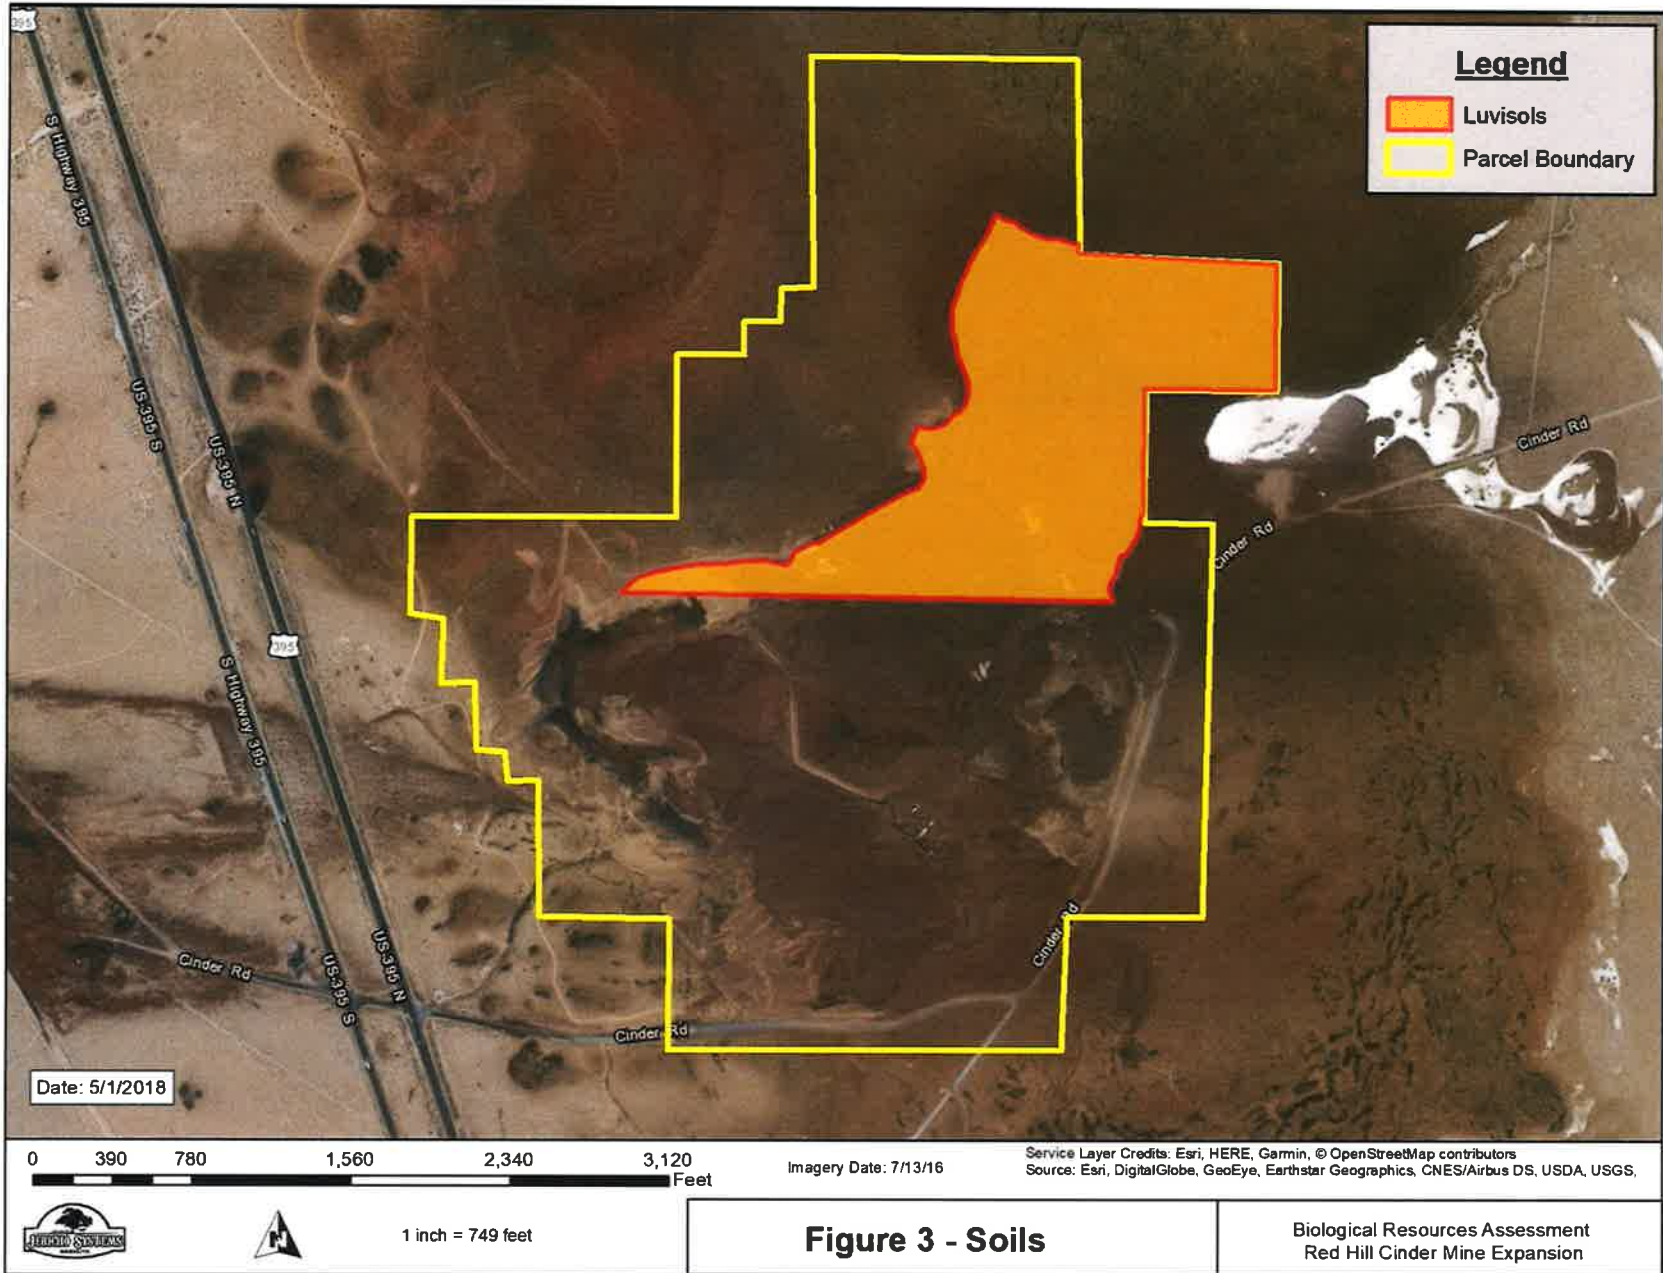 395
Legend
Luvisols
Parcel Boundary
S Highway 395
US-395 S
US-395 N
Cinder Rd
Cinder Rd
395
S Highway 395
Cinder Rd
Cinder Rd
US-395 S
US-395 N
Cinder Rd
Date: 5/1/2018
0 390 780 1,560 2,340 3,120
Feet
Imagery Date: 7/13/16
Service Layer Credits: Esri, HERE, Garmin, © OpenStreetMap contributors
Source: Esri, DigitalGlobe, GeoEye, Earthstar Geographics, CNES/Airbus DS, USDA, USGS,
JERICHO SYSTEMS
N
1 inch = 749 feet
Figure 3 - Soils
Biological Resources Assessment
Red Hill Cinder Mine Expansion